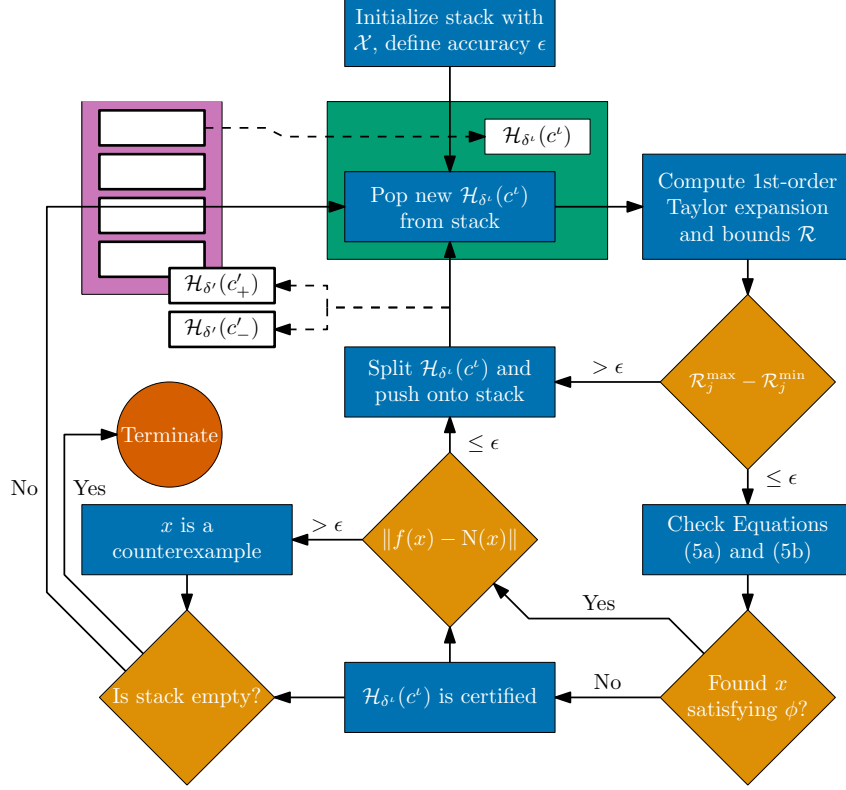 Initialize stack with
𝒳, define accuracy ϵ
ℋ_{δ^ι}(c^ι)
Pop new ℋ_{δ^ι}(c^ι)
from stack
Compute 1st-order
Taylor expansion
and bounds ℛ
ℋ_{δ′}(c′_+)
ℋ_{δ′}(c′_−)
Split ℋ_{δ^ι}(c^ι) and
push onto stack
> ϵ
ℛ_j^{max} − ℛ_j^{min}
Terminate
≤ ϵ
No
Yes
≤ ϵ
x is a
counterexample
> ϵ
‖f(x) − N(x)‖
Check Equations
(5a) and (5b)
Yes
Is stack empty?
ℋ_{δ^ι}(c^ι) is certified
No
Found x
satisfying ϕ?